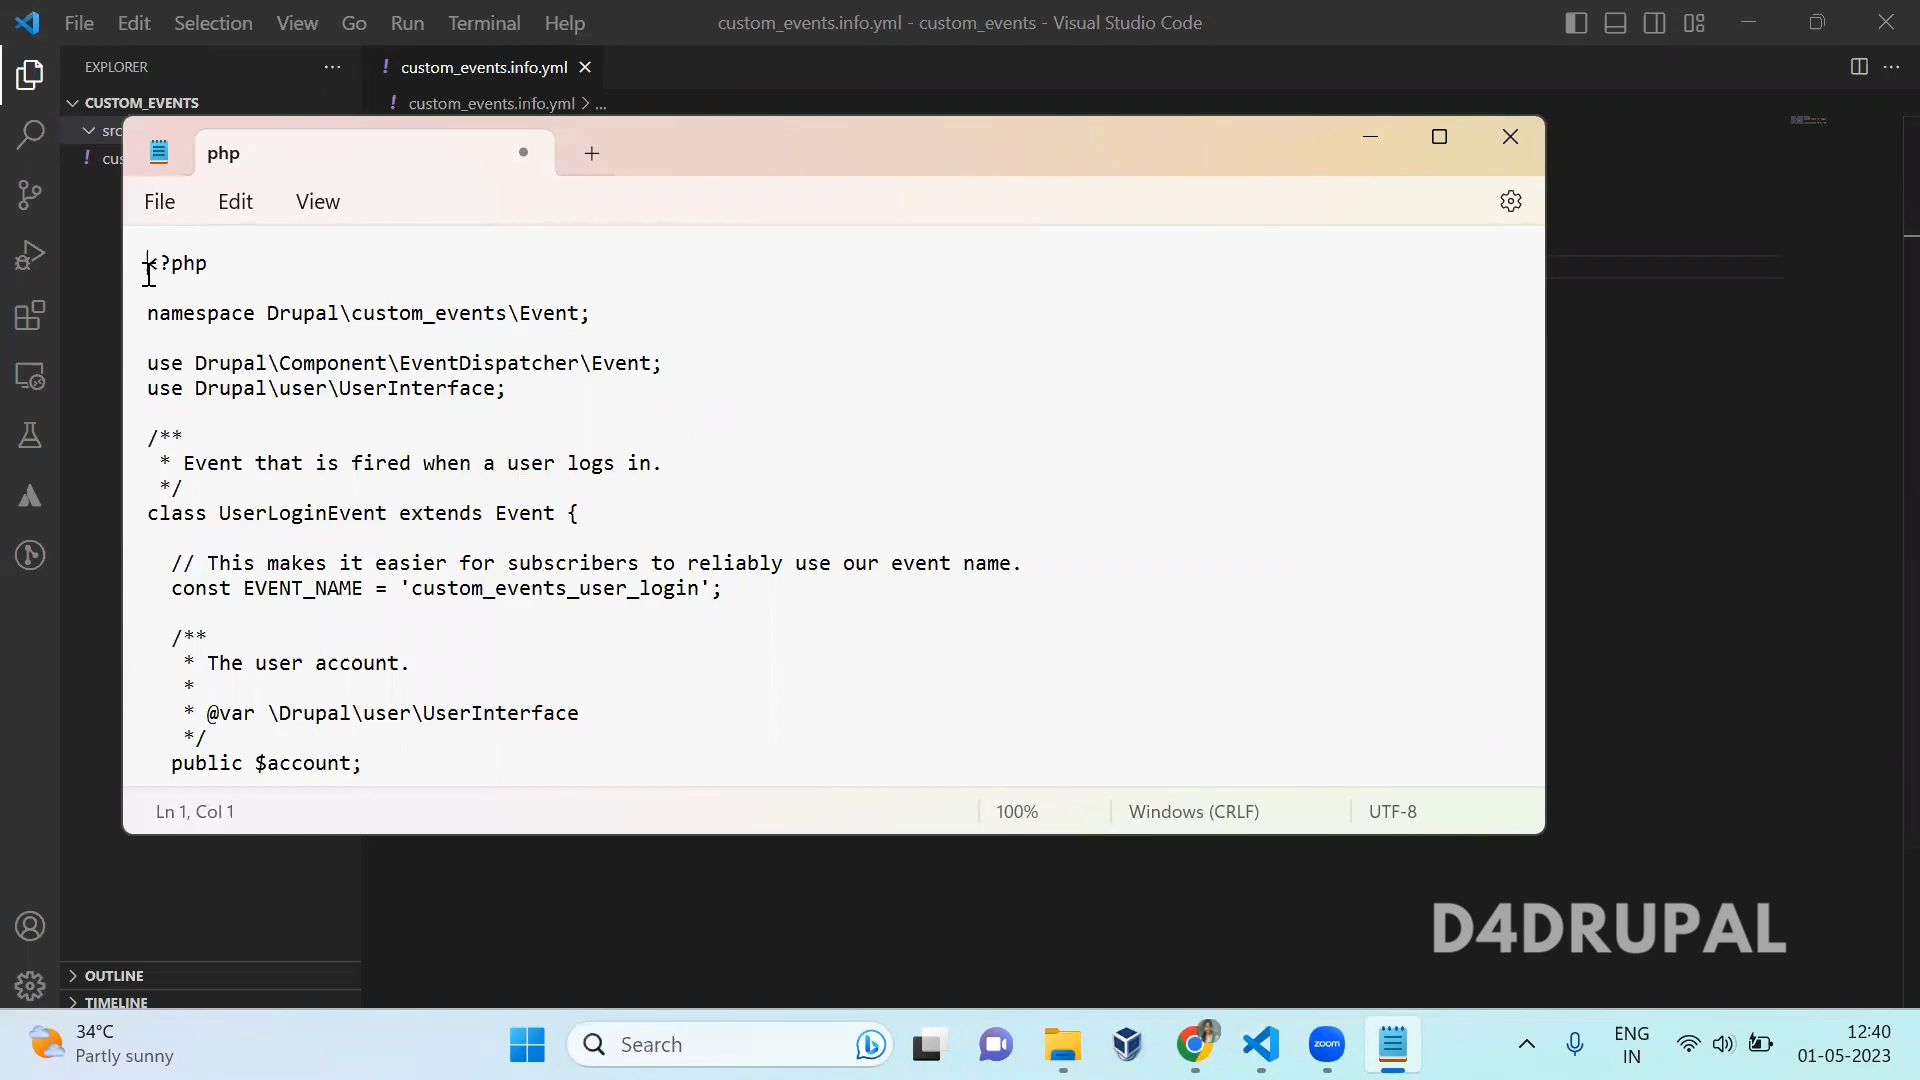 File Edit Selection View Go Run Terminal Help
custom_events.info.yml - custom_events - Visual Studio Code
EXPLORER
custom_events.info.yml
CUSTOM_EVENTS
custom_events.info.yml > ...
src
cus
php
File Edit View
<?php
namespace Drupal\custom_events\Event;
use Drupal\Component\EventDispatcher\Event;
use Drupal\user\UserInterface;
/**
* Event that is fired when a user logs in.
*/
class UserLoginEvent extends Event {
// This makes it easier for subscribers to reliably use our event name.
const EVENT_NAME = 'custom_events_user_login';
/**
* The user account.
*
* @var \Drupal\user\UserInterface
*/
public $account;
Ln 1, Col 1
100%
Windows (CRLF)
UTF-8
D4DRUPAL
OUTLINE
TIMELINE
34°C
Partly sunny
Search
zoom
ENG
IN
12:40
01-05-2023